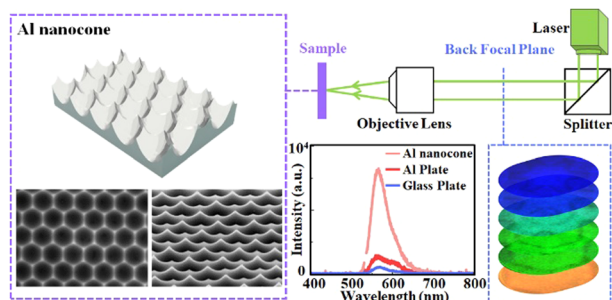 Al nanocone
Sample
Back Focal Plane
Laser
Objective Lens
Splitter
10⁴
Al nanocone
Al Plate
Glass Plate
Intensity (a.u.)
0
400 500 600 700 800
Wavelength (nm)